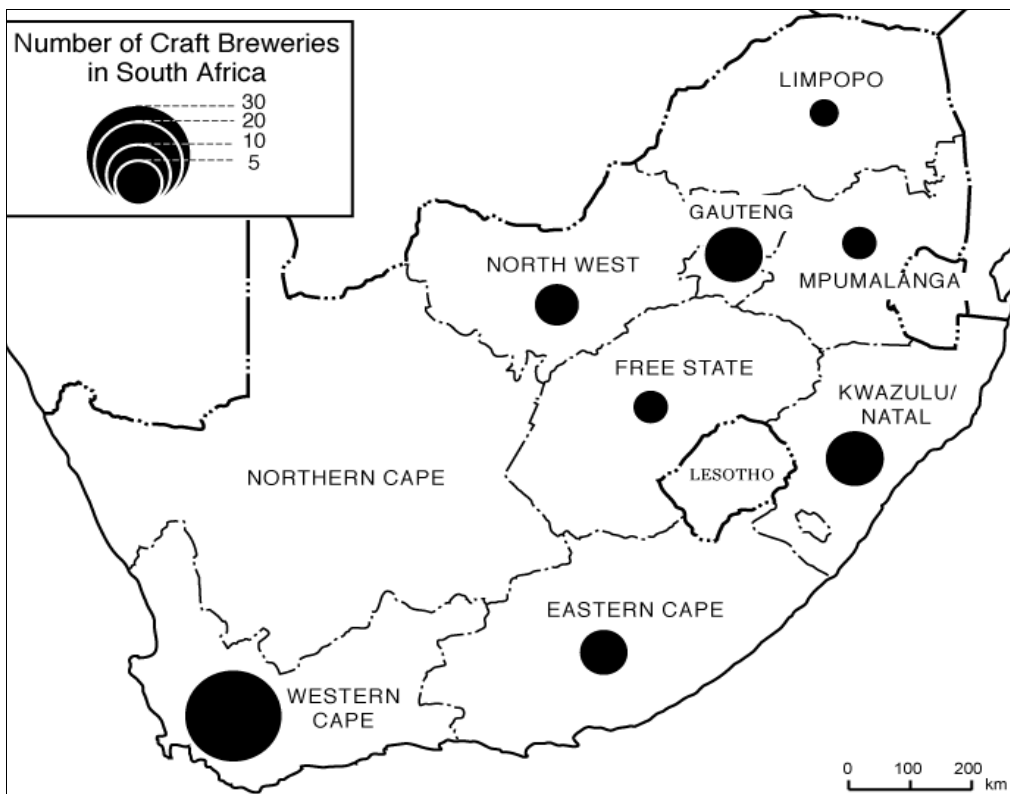 Number of Craft Breweries
in South Africa
30
20
10
5
LIMPOPO
GAUTENG
NORTH WEST
MPUMALANGA
FREE STATE
KWAZULU/
NATAL
NORTHERN CAPE
LESOTHO
EASTERN CAPE
WESTERN
CAPE
0 100 200
km